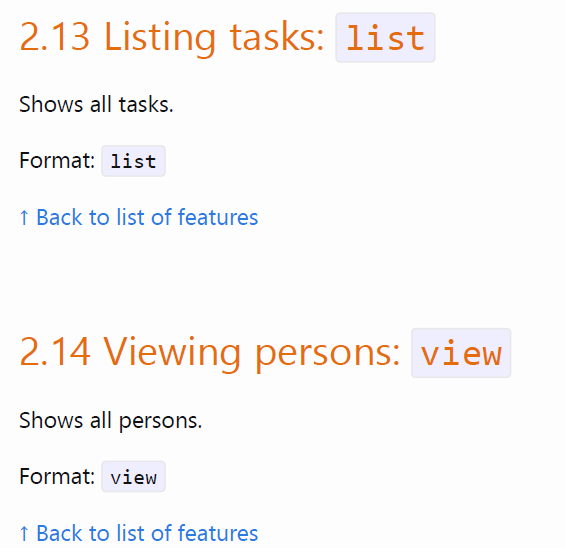 2.13 Listing tasks: list
Shows all tasks.
Format: list
↑ Back to list of features
2.14 Viewing persons: view
Shows all persons.
Format: view
↑ Back to list of features